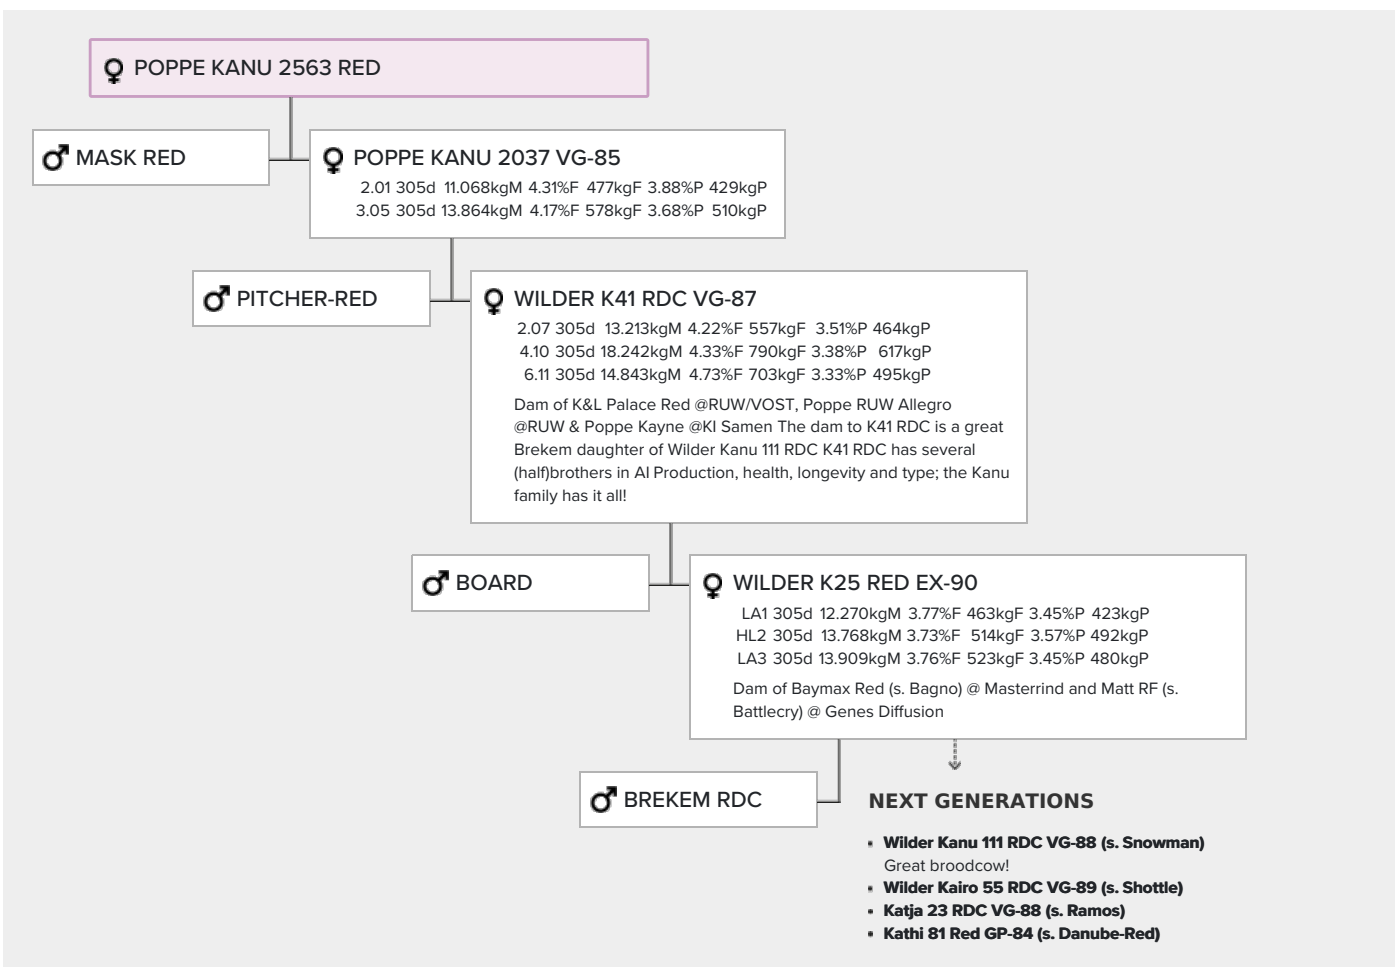 POPPE KANU 2563 RED
MASK RED
POPPE KANU 2037 VG-85
2.01 305d 11.068kgM 4.31%F 477kgF 3.88%P 429kgP
3.05 305d 13.864kgM 4.17%F 578kgF 3.68%P 510kgP
PITCHER-RED
WILDER K41 RDC VG-87
2.07 305d 13.213kgM 4.22%F 557kgF 3.51%P 464kgP
4.10 305d 18.242kgM 4.33%F 790kgF 3.38%P 617kgP
6.11 305d 14.843kgM 4.73%F 703kgF 3.33%P 495kgP
Dam of K&L Palace Red @RUW/VOST, Poppe RUW Allegro
@RUW & Poppe Kayne @KI Samen The dam to K41 RDC is a great
Brekem daughter of Wilder Kanu 111 RDC K41 RDC has several
(half)brothers in AI Production, health, longevity and type; the Kanu
family has it all!
BOARD
WILDER K25 RED EX-90
LA1 305d 12.270kgM 3.77%F 463kgF 3.45%P 423kgP
HL2 305d 13.768kgM 3.73%F 514kgF 3.57%P 492kgP
LA3 305d 13.909kgM 3.76%F 523kgF 3.45%P 480kgP
Dam of Baymax Red (s. Bagno) @ Masterrind and Matt RF (s.
Battlecry) @ Genes Diffusion
BREKEM RDC
NEXT GENERATIONS
Wilder Kanu 111 RDC VG-88 (s. Snowman)
Great broodcow!
Wilder Kairo 55 RDC VG-89 (s. Shottle)
Katja 23 RDC VG-88 (s. Ramos)
Kathi 81 Red GP-84 (s. Danube-Red)